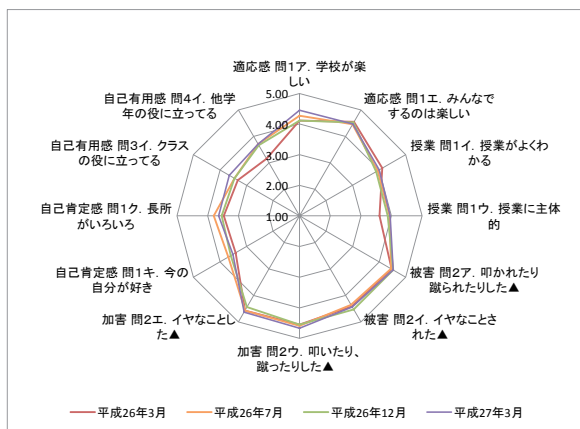 適応感 問1ア. 学校が楽
しい
適応感 問1エ. みんなで
するのは楽しい
授業 問1イ. 授業がよくわ
かる
授業 問1ウ. 授業に主体
的
被害 問2ア. 叩かれたり
蹴られたりした▲
被害 問2イ. イヤなことさ
れた▲
加害 問2ウ. 叩いたり、
蹴ったりした▲
加害 問2エ. イヤなことし
た▲
自己肯定感 問1キ. 今の
自分が好き
自己肯定感 問1ク. 長所
がいろいろ
自己有用感 問3イ. クラス
の役に立ってる
自己有用感 問4イ. 他学
年の役に立ってる
5.00
4.00
3.00
2.00
1.00
平成26年3月 平成26年7月 平成26年12月 平成27年3月